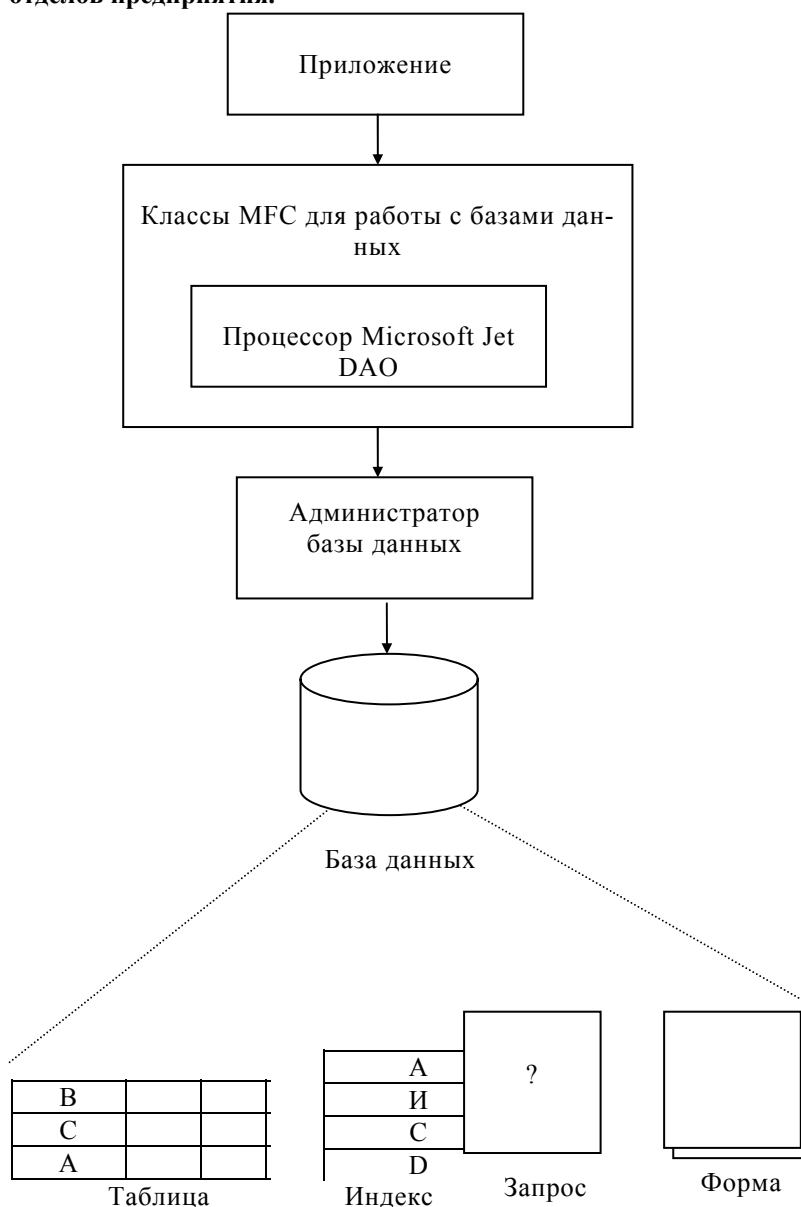 отделов предприятия.
Приложение
Классы MFC для работы с базами дан-
ных
Процессор Microsoft Jet
DAO
Администратор
базы данных
База данных
B
C
A
Таблица
A
И
C
D
Индекс
?
Запрос
Форма